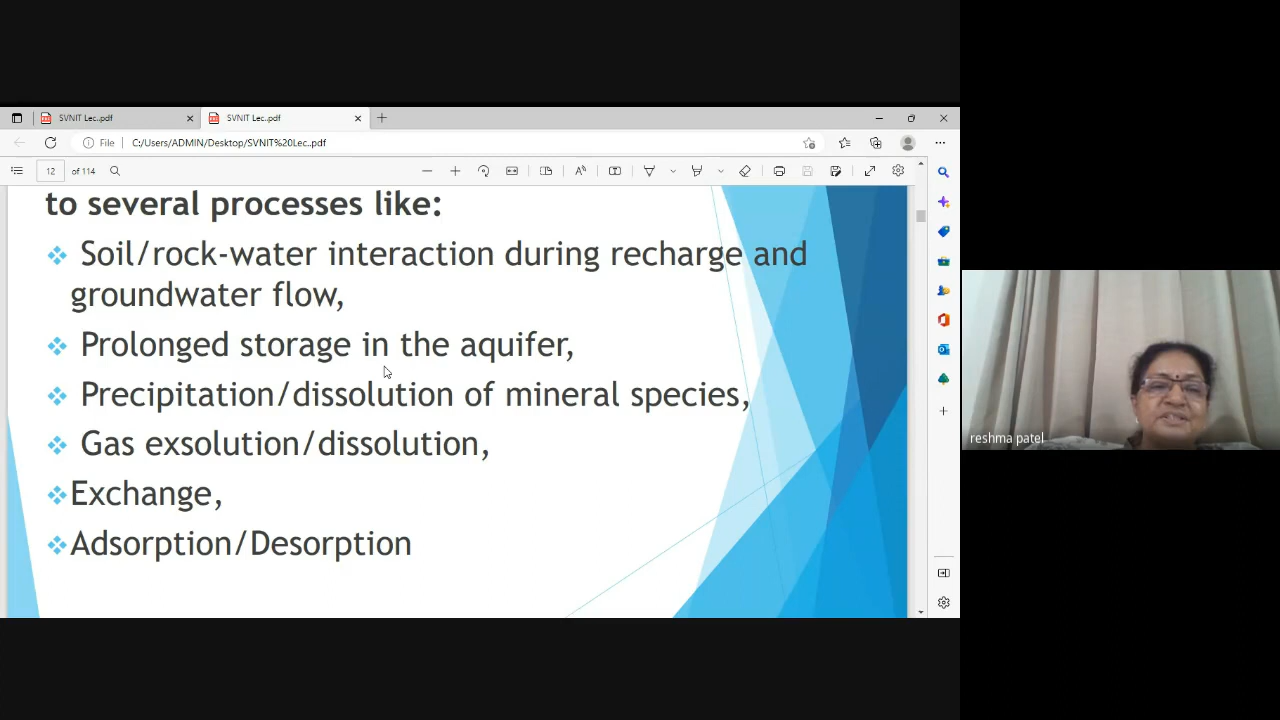 SVNIT Lec..pdf
SVNIT Lec..pdf
File
C:/Users/ADMIN/Desktop/SVNIT%20Lec..pdf
12 of 114
to several processes like:
Soil/rock-water interaction during recharge and
groundwater flow,
Prolonged storage in the aquifer,
Precipitation/dissolution of mineral species,
Gas exsolution/dissolution,
Exchange,
Adsorption/Desorption
reshma patel